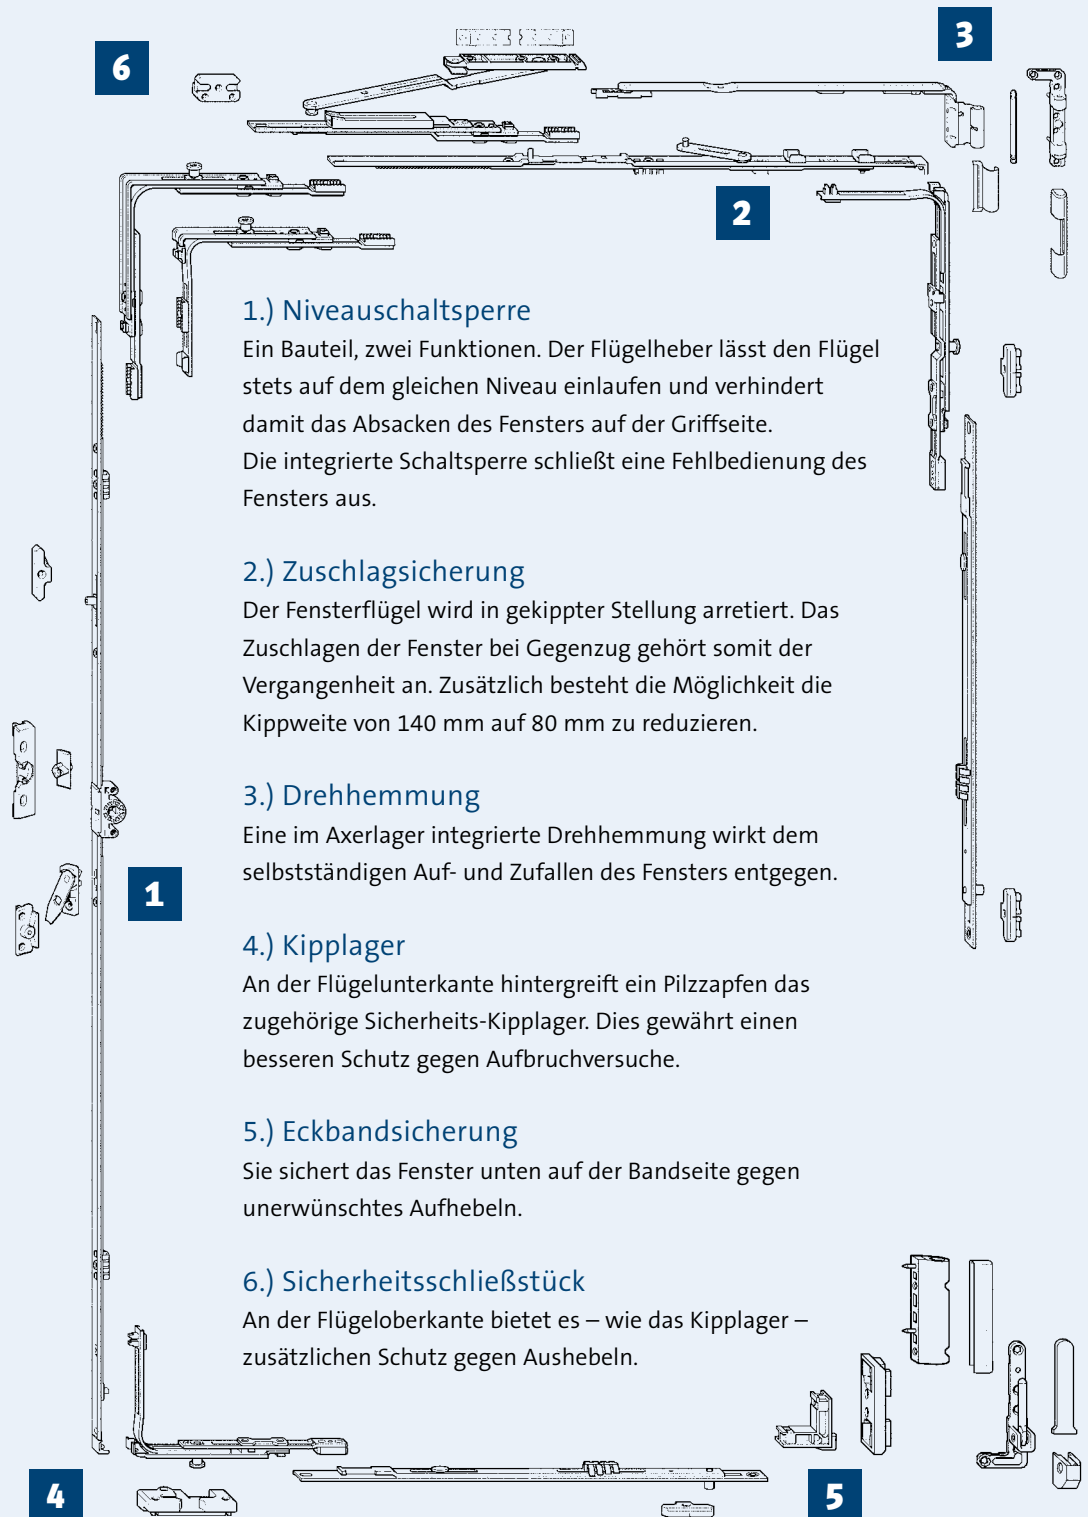 6
3
2
1.) Niveauschaltsperre
Ein Bauteil, zwei Funktionen. Der Flügelheber lässt den Flügel
stets auf dem gleichen Niveau einlaufen und verhindert
damit das Absacken des Fensters auf der Griffseite.
Die integrierte Schaltsperre schließt eine Fehlbedienung des
Fensters aus.
2.) Zuschlagsicherung
Der Fensterflügel wird in gekippter Stellung arretiert. Das
Zuschlagen der Fenster bei Gegenzug gehört somit der
Vergangenheit an. Zusätzlich besteht die Möglichkeit die
Kippweite von 140 mm auf 80 mm zu reduzieren.
3.) Drehhemmung
Eine im Axerlager integrierte Drehhemmung wirkt dem
selbstständigen Auf- und Zufallen des Fensters entgegen.
1
4.) Kipplager
An der Flügelunterkante hintergreift ein Pilzzapfen das
zugehörige Sicherheits-Kipplager. Dies gewährt einen
besseren Schutz gegen Aufbruchversuche.
5.) Eckbandsicherung
Sie sichert das Fenster unten auf der Bandseite gegen
unerwünschtes Aufhebeln.
6.) Sicherheitsschließstück
An der Flügeloberkante bietet es – wie das Kipplager –
zusätzlichen Schutz gegen Aushebeln.
4
5